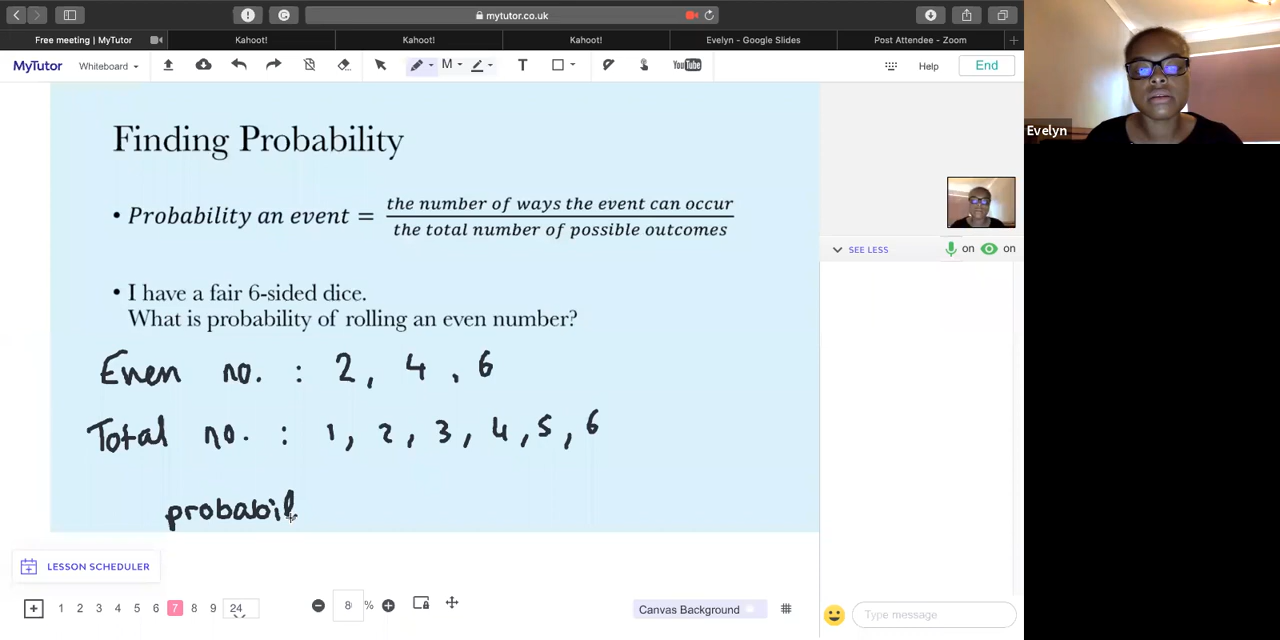 mytutor.co.uk
Free meeting | MyTutor
Kahoot!
Kahoot!
Kahoot!
Evelyn - Google Slides
Post Attendee - Zoom
MyTutor
Whiteboard
M
T
YouTube
Help
End
Evelyn
Finding Probability
• Probability an event = the number of ways the event can occur
the total number of possible outcomes
• I have a fair 6-sided dice.
What is probability of rolling an even number?
Even no. : 2, 4, 6
Total no. : 1, 2, 3, 4, 5, 6
probabil
SEE LESS
on
on
LESSON SCHEDULER
1 2 3 4 5 6 7 8 9 24
8 %
Canvas Background
Type message